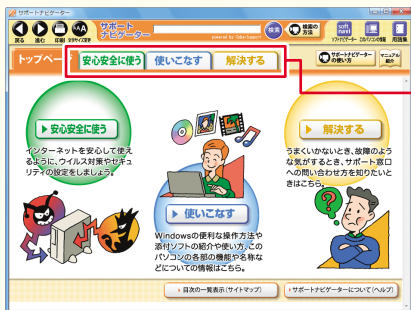 サポートナビゲーター
戻る 進む 印刷 文字サイズ変更
サポート
ナビゲーター
powered by
検索
検索の
方法
soft
navi
ソフトナビゲーター このパソコンの情報 用語集
トップペー
安心安全に使う
使いこなす
解決する
サポートナビゲーター
の使い方
マニュアル
紹介
安心安全に使う
インターネットを安心して使え
るように、ウイルス対策やセキュ
リティの設定をしましょう。
解決する
うまくいかないとき、故障のよう
な気がするとき、サポート窓口
への問い合わせ方を知りたいと
きはこちら。
使いこなす
Windowsの便利な操作方法や
添付ソフトの紹介や使い方、この
パソコンの各部の機能や名称な
どについての情報はこちら。
目次の一覧表示(サイトマップ)
サポートナビゲーターについて(ヘルプ)